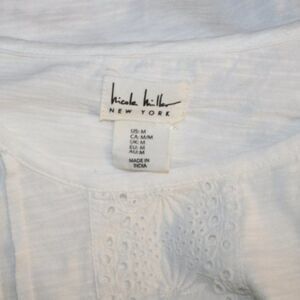 nicole miller
NEW YORK
US: M
CA: M/M
UK: M
EU: M
AU: M
MADE IN
INDIA